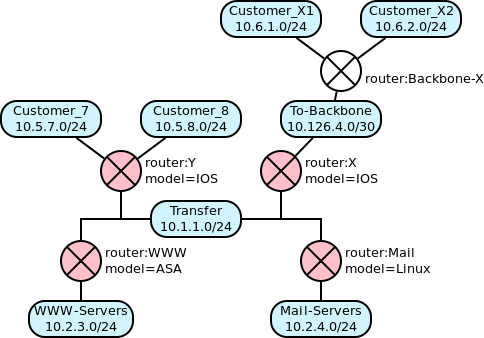 Customer_X1
10.6.1.0/24
Customer_X2
10.6.2.0/24
router:Backbone-X
Customer_7
10.5.7.0/24
Customer_8
10.5.8.0/24
To-Backbone
10.126.4.0/30
router:Y
model=IOS
router:X
model=IOS
Transfer
10.1.1.0/24
router:WWW
model=ASA
router:Mail
model=Linux
WWW-Servers
10.2.3.0/24
Mail-Servers
10.2.4.0/24